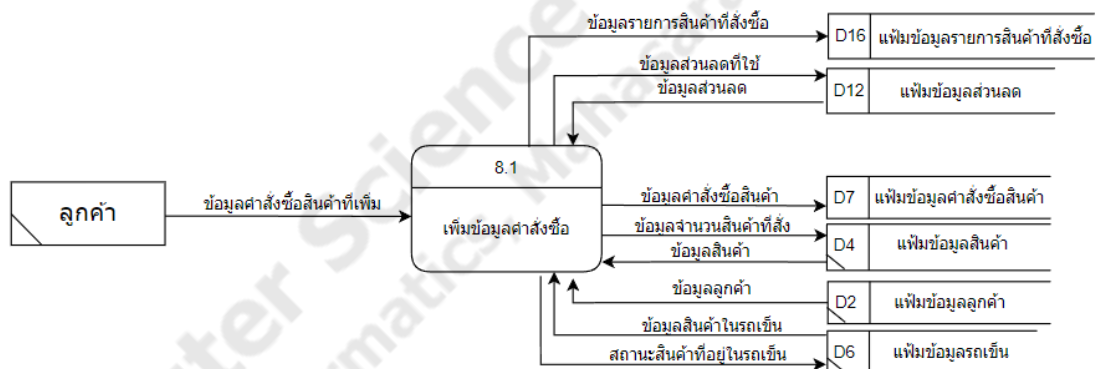 ข้อมูลรายการสินค้าที่สั่งซื้อ
D16 แฟ้มข้อมูลรายการสินค้าที่สั่งซื้อ
ข้อมูลส่วนลดที่ใช้
ข้อมูลส่วนลด
D12 แฟ้มข้อมูลส่วนลด
8.1
ลูกค้า
ข้อมูลคำสั่งซื้อสินค้าที่เพิ่ม
เพิ่มข้อมูลคำสั่งซื้อ
ข้อมูลคำสั่งซื้อสินค้า
D7 แฟ้มข้อมูลคำสั่งซื้อสินค้า
ข้อมูลจำนวนสินค้าที่สั่ง
ข้อมูลสินค้า
D4 แฟ้มข้อมูลสินค้า
ข้อมูลลูกค้า
D2 แฟ้มข้อมูลลูกค้า
ข้อมูลสินค้าในรถเข็น
สถานะสินค้าที่อยู่ในรถเข็น
D6 แฟ้มข้อมูลรถเข็น